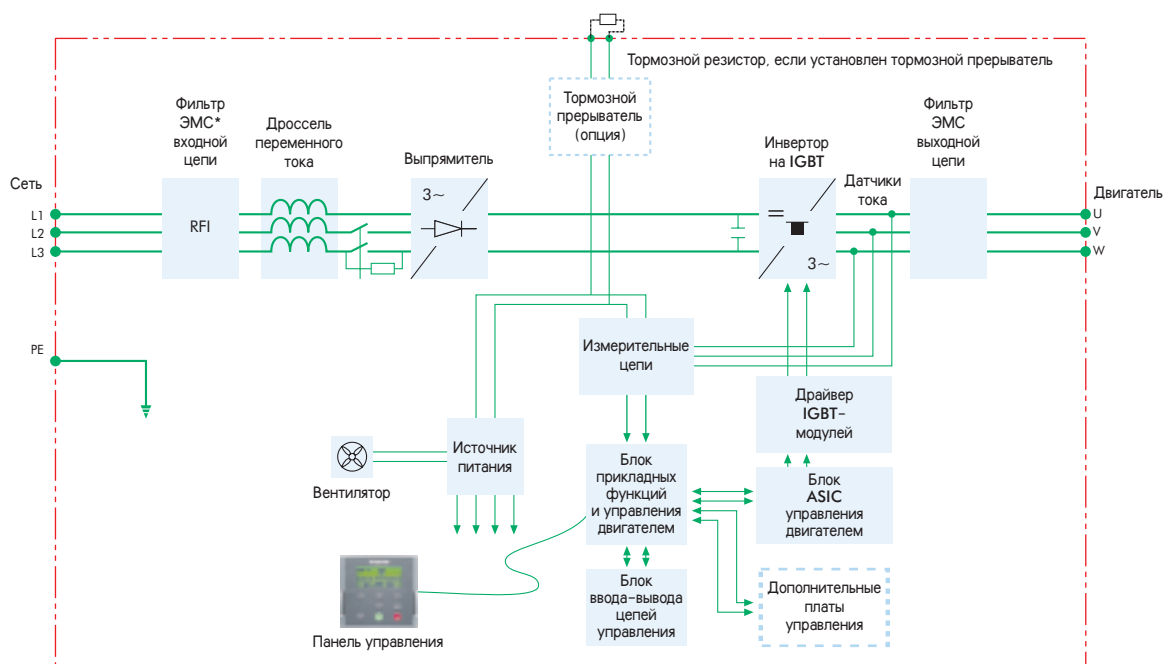 Тормозной резистор, если установлен тормозной прерыватель
Тормозной
прерыватель
(опция)
Фильтр
ЭМС*
входной
цепи
Дроссель
переменного
тока
Выпрямитель
Инвертор
на IGBT
Датчики
тока
Фильтр
ЭМС
выходной
цепи
Сеть
Двигатель
L1
L2
L3
RFI
3~
=
3~
U
V
W
PE
Измерительные
цепи
Драйвер
IGBT-
модулей
Источник
питания
Вентилятор
Блок
прикладных
функций
и управления
двигателем
Блок
ASIC
управления
двигателем
Блок
ввода-вывода
цепей
управления
Дополнительные
платы
управления
Панель управления